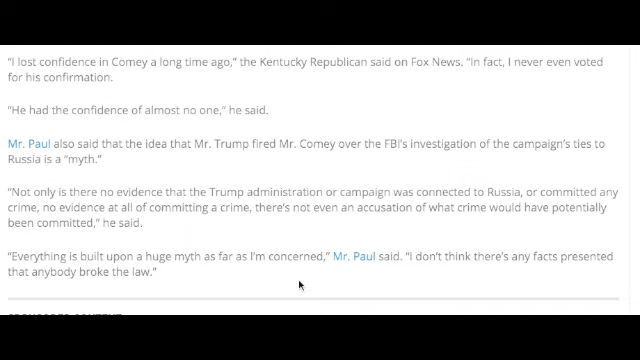 “I lost confidence in Comey a long time ago,” the Kentucky Republican said on Fox News. “In fact, I never even voted
for his confirmation.
“He had the confidence of almost no one,” he said.
Mr. Paul also said that the idea that Mr. Trump fired Mr. Comey over the FBI’s investigation of the campaign’s ties to
Russia is a “myth.”
“Not only is there no evidence that the Trump administration or campaign was connected to Russia, or committed any
crime, no evidence at all of committing a crime, there’s not even an accusation of what crime would have potentially
been committed,” he said.
“Everything is built upon a huge myth as far as I’m concerned,” Mr. Paul said. “I don’t think there’s any facts presented
that anybody broke the law.”